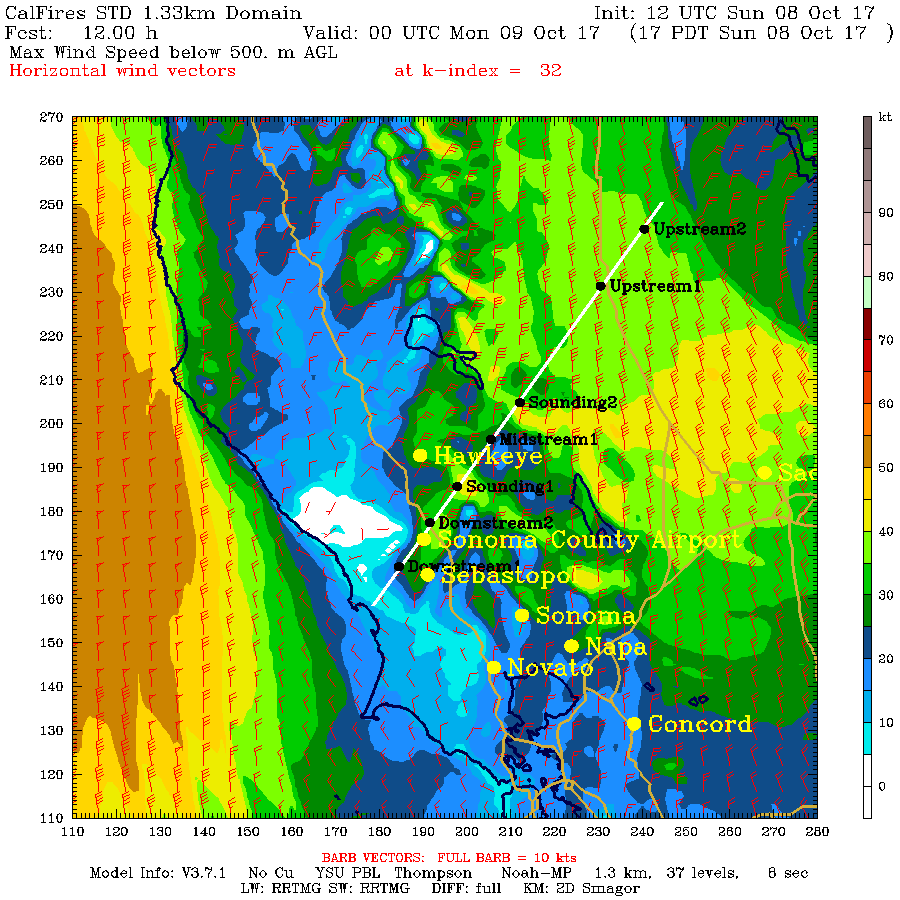 CalFires STD 1.33km Domain Init: 12 UTC Sun 08 Oct 17
Fcst: 12.00 h Valid: 00 UTC Mon 09 Oct 17 (17 PDT Sun 08 Oct 17 )
Max Wind Speed below 500. m AGL
Horizontal wind vectors at k-index = 32
kt
270
260
250
240
230
220
210
200
190
180
170
160
150
140
130
120
110
Upstream2
Upstream1
Sounding2
Midstream1
Hawkeye
Sac
Sounding1
Downstream2
Sonoma County Airport
Downstream1
Sebastopol
Sonoma
Napa
Novato
Concord
90
80
70
60
50
40
30
20
10
0
110 120 130 140 150 160 170 180 190 200 210 220 230 240 250 260 270 280
BARB VECTORS: FULL BARB = 10 kts
Model Info: V3.7.1 No Cu YSU PBL Thompson Noah-MP 1.3 km, 37 levels, 8 sec
LW: RRTMG SW: RRTMG DIFF: full KM: 2D Smagor